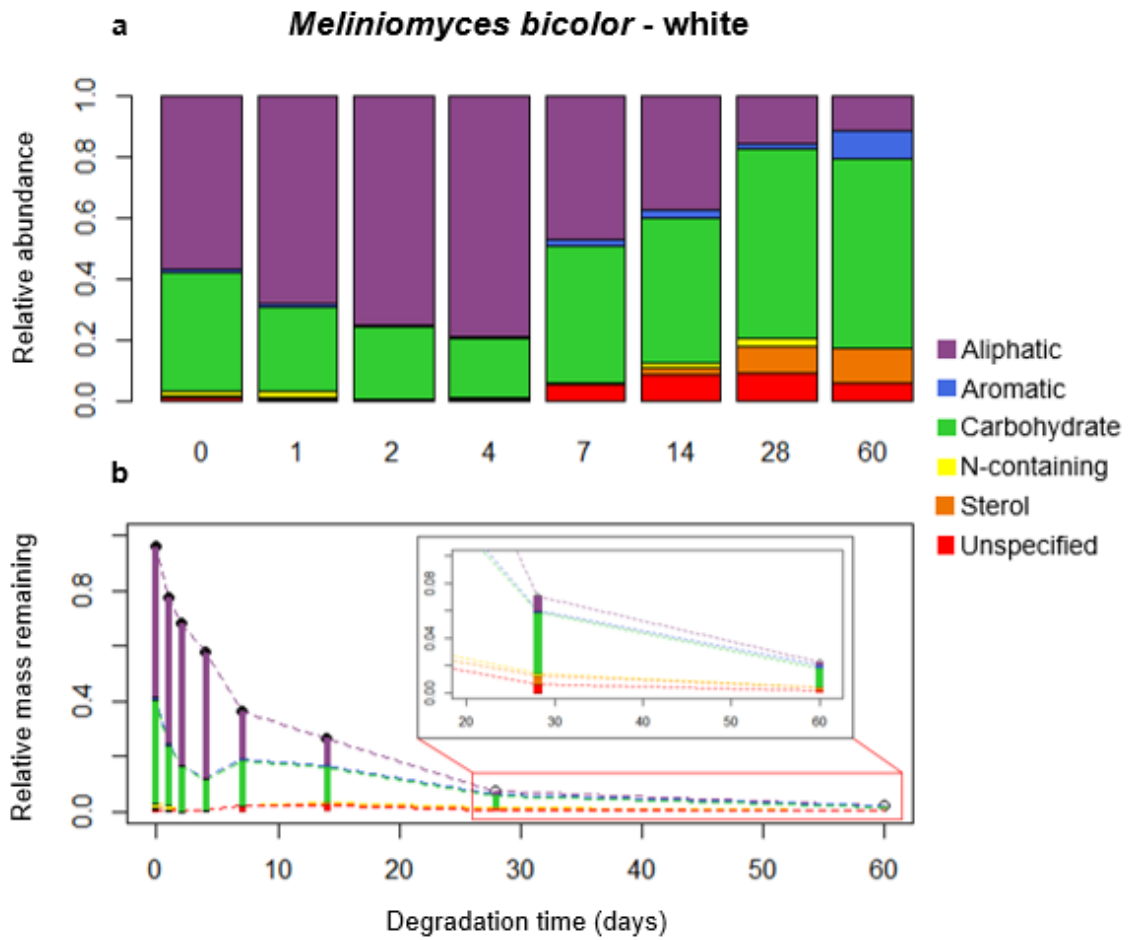 a
Meliniomyces bicolor - white
Relative abundance
1.0
0.8
0.6
0.4
0.2
0.0
0 1 2 4 7 14 28 60
Aliphatic
Aromatic
Carbohydrate
N-containing
Sterol
Unspecified
b
Relative mass remaining
0.8
0.4
0.0
0.08
0.04
0.00
20 30 40 50 60
0 10 20 30 40 50 60
Degradation time (days)